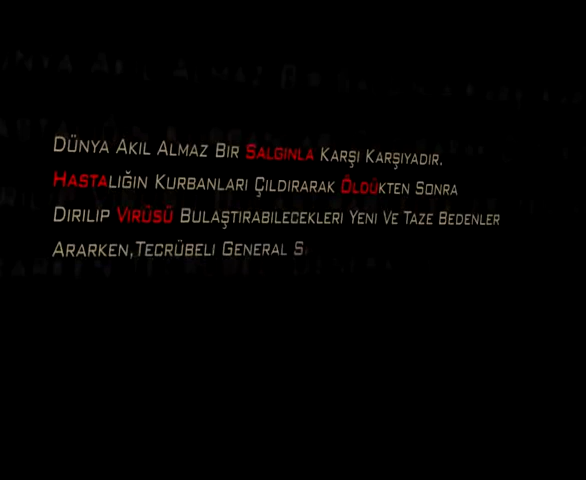 Dünya Akıl Almaz Bir Salgınla Karşı Karşıyadır.
Hastalığın Kurbanları Çıldırarak Öldükten Sonra
Dirilip Virüsü Bulaştırabilecekleri Yeni Ve Taze Bedenler
Ararken,Tecrübeli General S